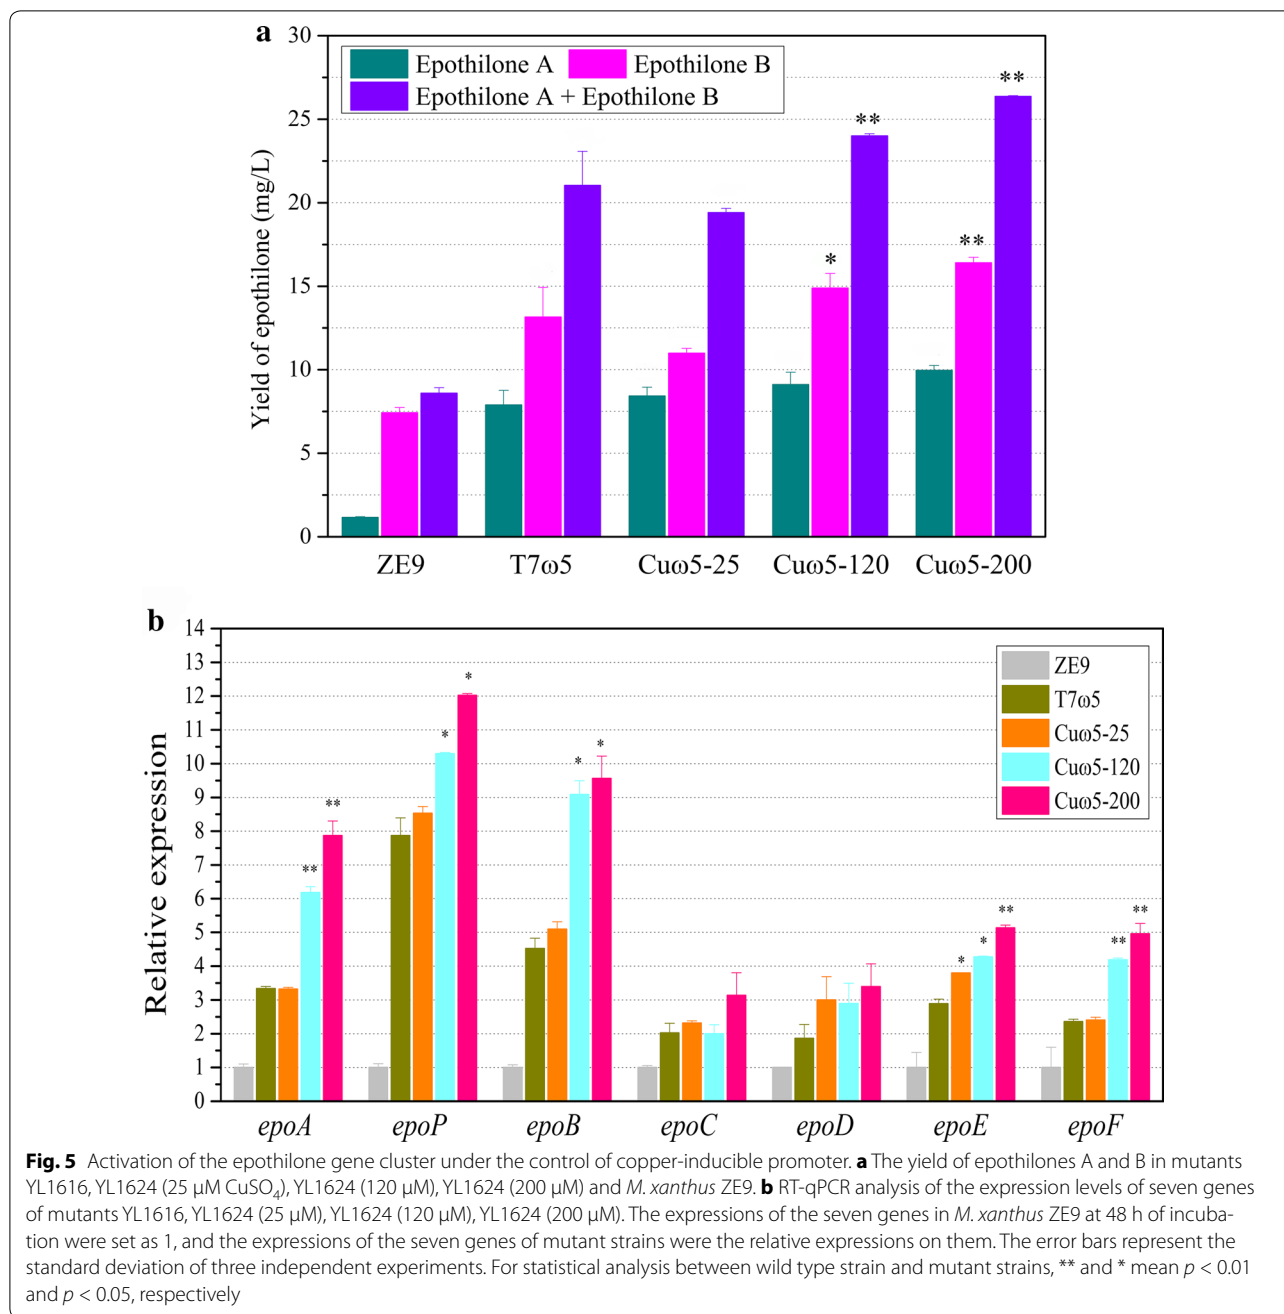 a
30
25
20
15
10
5
0
Yield of epothilone (mg/L)
Epothilone A
Epothilone B
Epothilone A + Epothilone B
*
**
**
**
ZE9
T7ω5
Cuω5-25
Cuω5-120
Cuω5-200
b
14
13
12
11
10
9
8
7
6
5
4
3
2
1
0
Relative expression
ZE9
T7ω5
Cuω5-25
Cuω5-120
Cuω5-200
**
**
*
*
*
*
*
*
**
**
**
epoA
epoP
epoB
epoC
epoD
epoE
epoF
Fig. 5 Activation of the epothilone gene cluster under the control of copper-inducible promoter. a The yield of epothilones A and B in mutants
YL1616, YL1624 (25 μM CuSO₄), YL1624 (120 μM), YL1624 (200 μM) and M. xanthus ZE9. b RT-qPCR analysis of the expression levels of seven genes
of mutants YL1616, YL1624 (25 μM), YL1624 (120 μM), YL1624 (200 μM). The expressions of the seven genes in M. xanthus ZE9 at 48 h of incuba-
tion were set as 1, and the expressions of the seven genes of mutant strains were the relative expressions on them. The error bars represent the
standard deviation of three independent experiments. For statistical analysis between wild type strain and mutant strains, ** and * mean p < 0.01
and p < 0.05, respectively